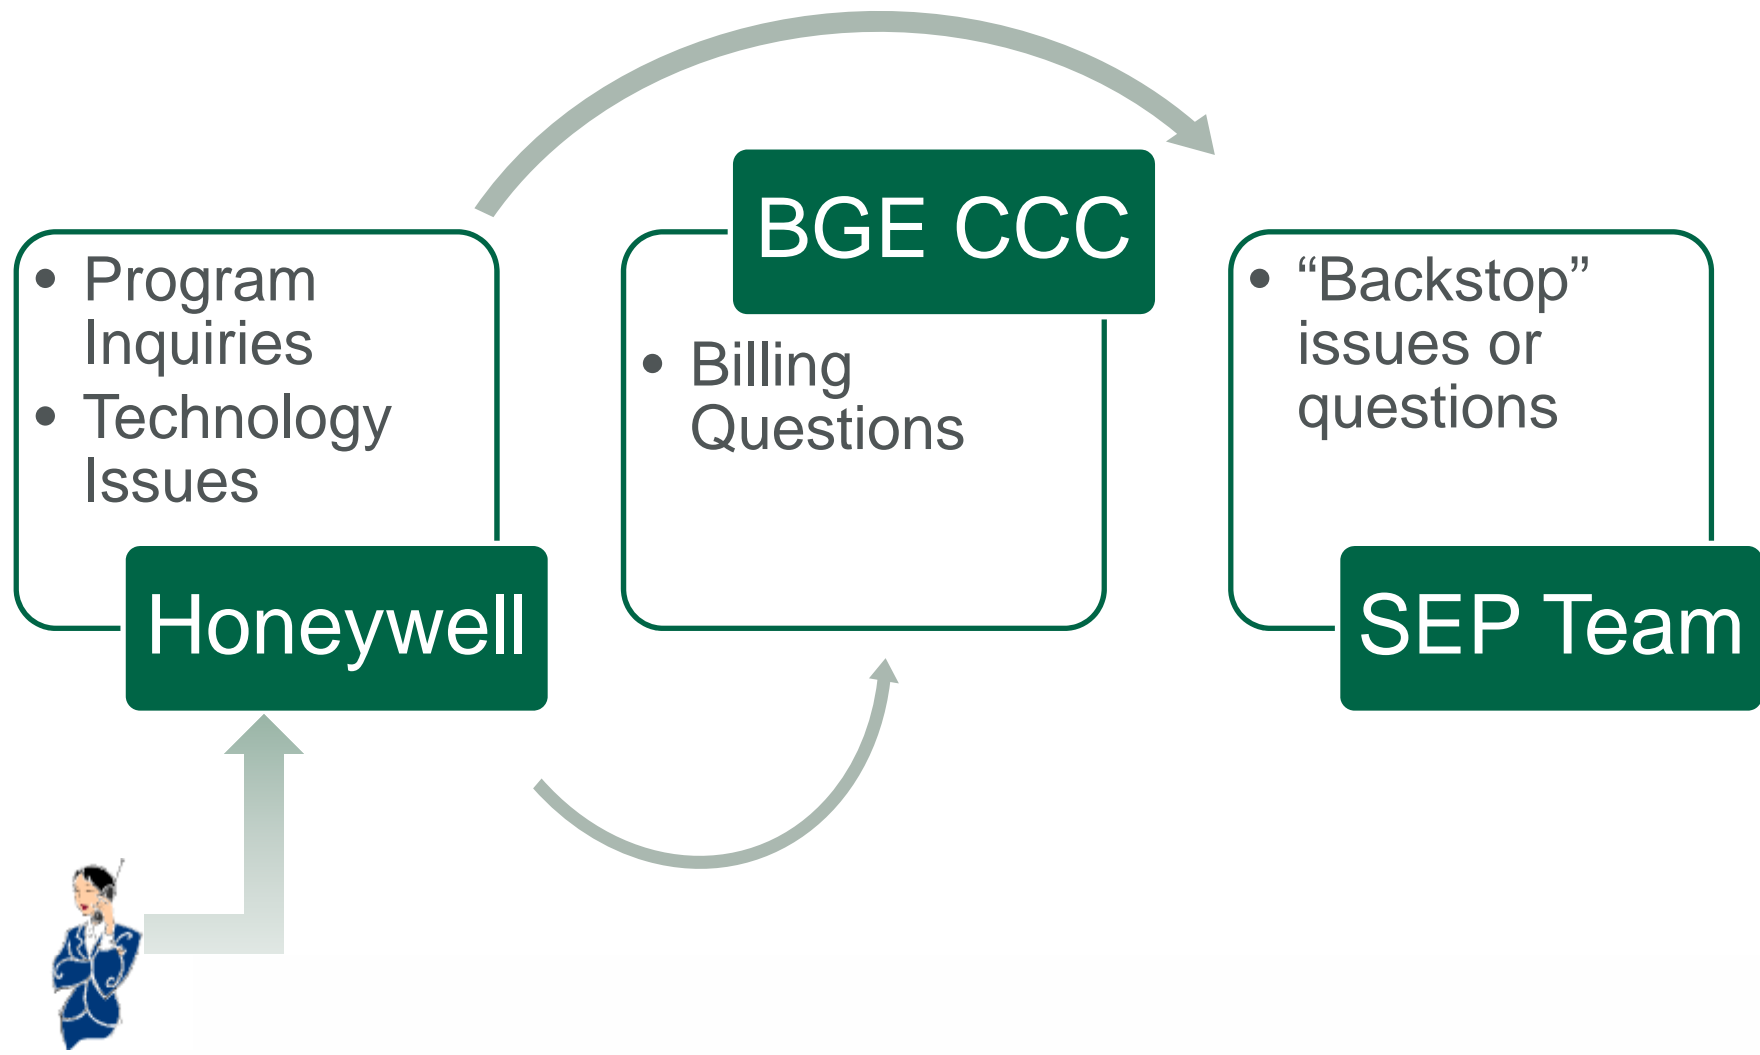 • Program
Inquiries
• Technology
Issues
Honeywell
BGE CCC
• Billing
Questions
• “Backstop”
issues or
questions
SEP Team